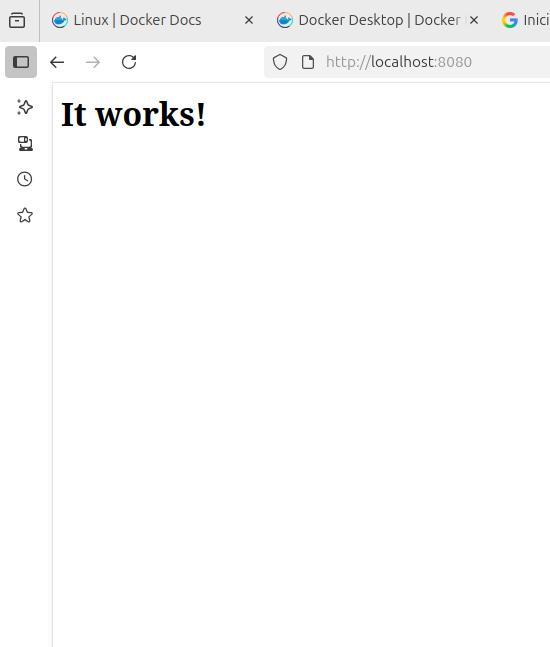 Linux | Docker Docs
Docker Desktop | Docker
Inici
http://localhost:8080
It works!